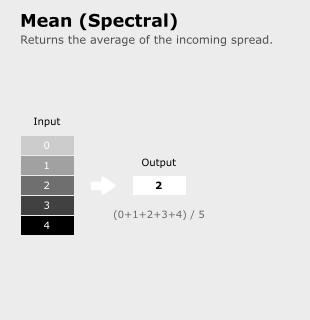 Mean (Spectral)
Returns the average of the incoming spread.
Input
0
1
2
3
4
Output
2
(0+1+2+3+4) / 5